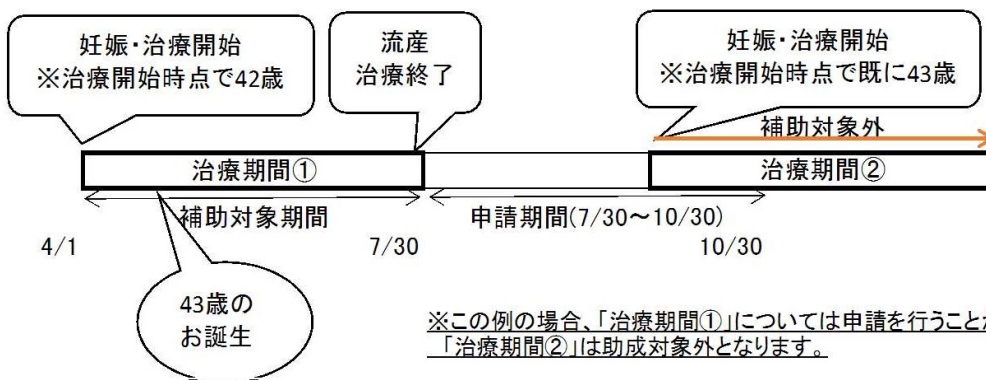 妊娠・治療開始
※治療開始時点で42歳
流産
治療終了
妊娠・治療開始
※治療開始時点で既に43歳
補助対象外
治療期間①
治療期間②
補助対象期間
申請期間(7/30～10/30)
4/1
7/30
10/30
43歳の
お誕生
※この例の場合、「治療期間①」については申請を行うことが
「治療期間②」は助成対象外となります。